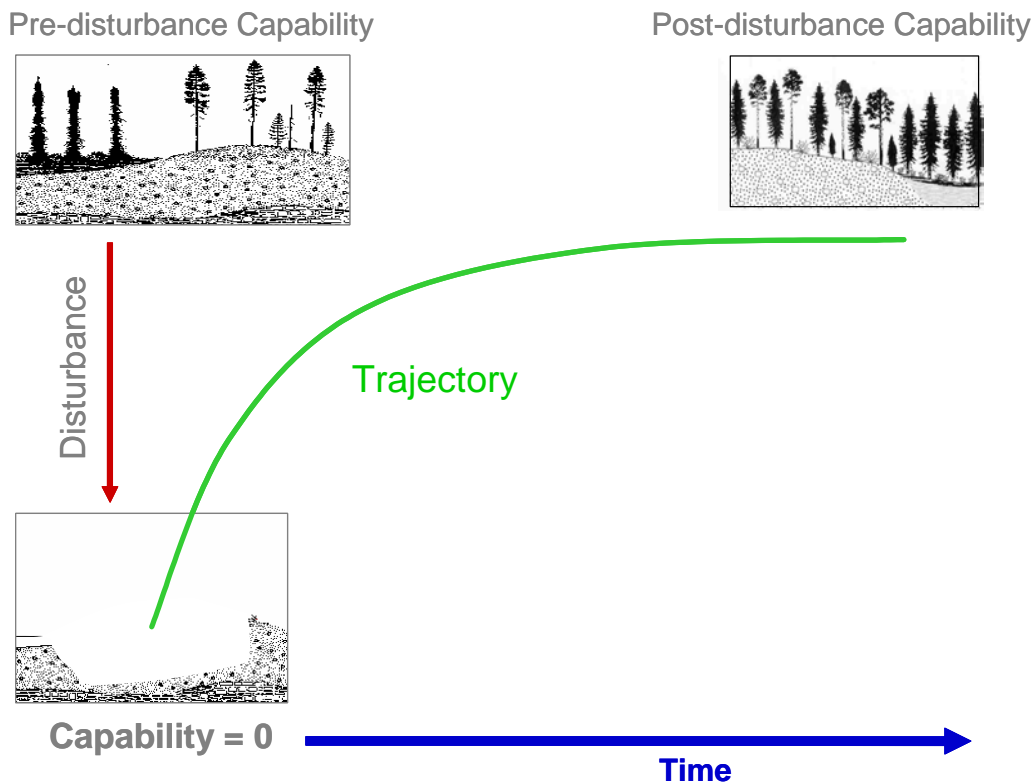 Pre-disturbance Capability
Post-disturbance Capability
Disturbance
Trajectory
Capability = 0
Time